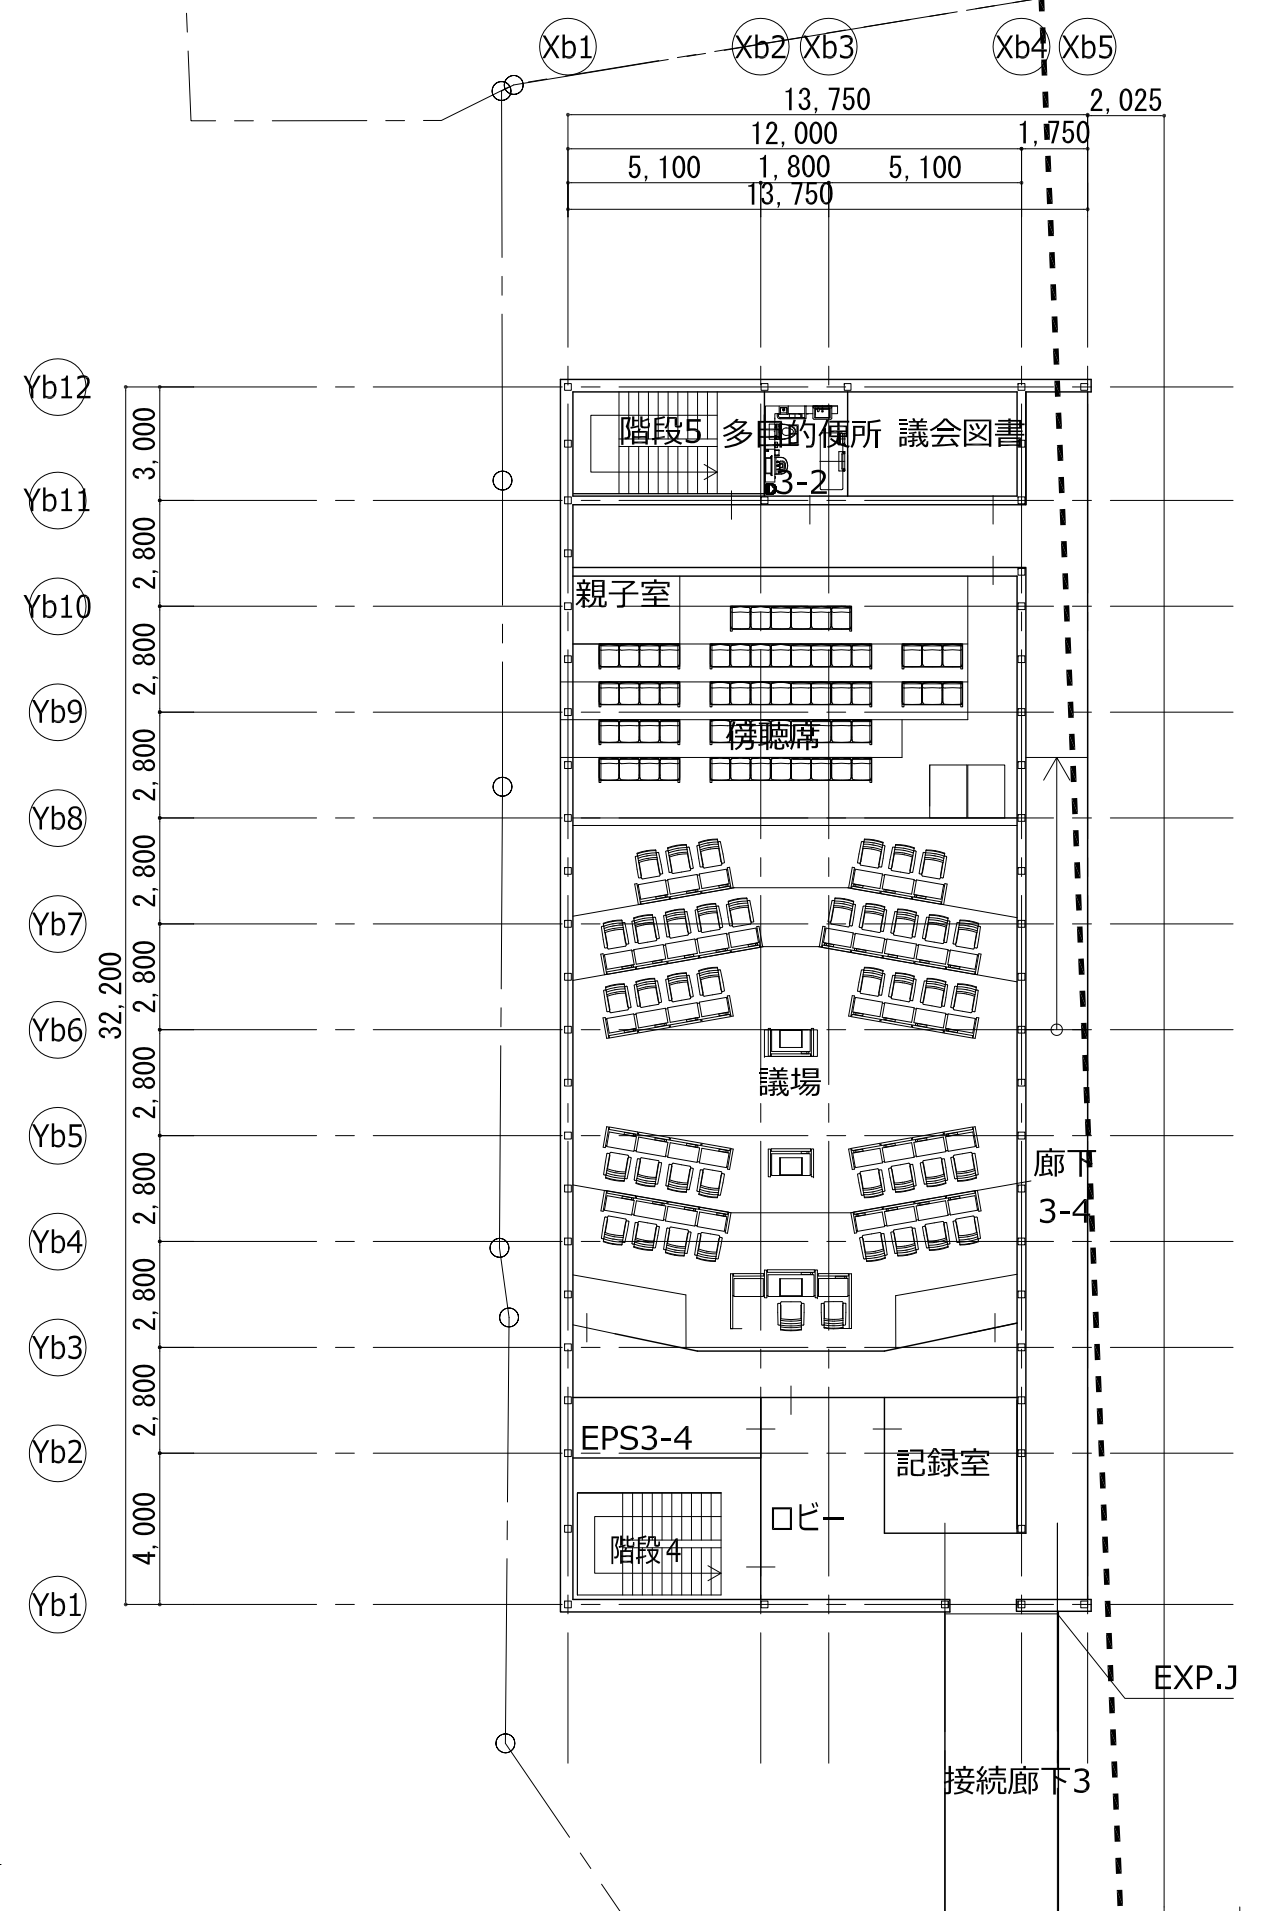 Xb1
Xb2
Xb3
Xb4
Xb5
13,750
2,025
12,000
1,750
5,100
1,800
5,100
13,750
Yb12
3,000
階段5
多目的便所
3-2
議会図書
Yb11
2,800
Yb10
親子室
2,800
Yb9
傍聴席
2,800
Yb8
2,800
Yb7
2,800
32,200
Yb6
議場
2,800
Yb5
廊下
3-4
2,800
Yb4
2,800
Yb3
2,800
EPS3-4
Yb2
記録室
4,000
ロビー
階段4
Yb1
EXP.J
接続廊下3